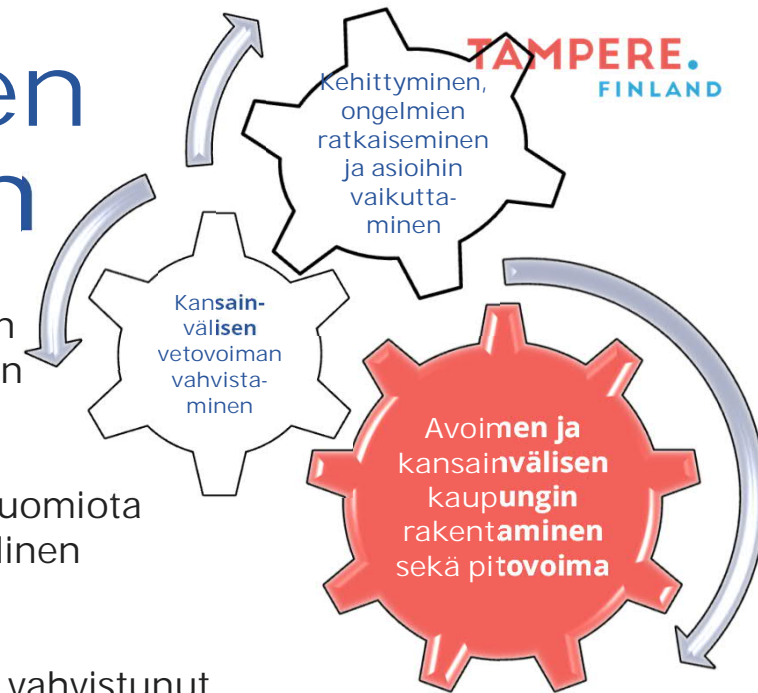 en
n
n
n
uomiota
linen
vahvistunut
TAMPERE.
FINLAND
Kehittyminen,
ongelmien
ratkaiseminen
ja asioihin
vaikutta-
minen
Kansain-
välisen
vetovoiman
vahvista-
minen
Avoimen ja
kansainvälisen
kaupungin
rakentaminen
sekä pitovoima